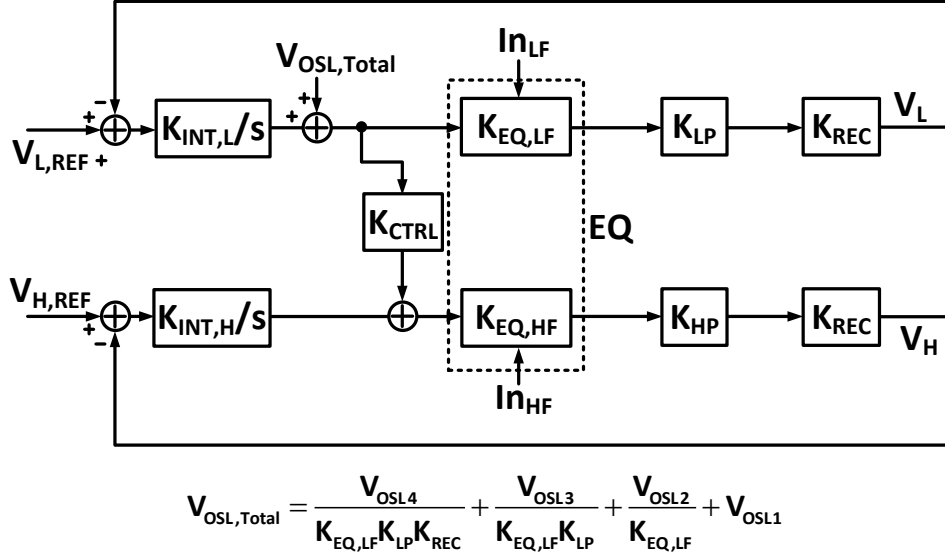 In_LF
V_OSL,Total
+
+
-
+
V_L,REF +
K_INT,L/s
K_EQ,LF
K_LP
K_REC
V_L
K_CTRL
EQ
V_H,REF
+
-
K_INT,H/s
K_EQ,HF
K_HP
K_REC
V_H
In_HF
V_OSL,Total = V_OSL4 / (K_EQ,LF K_LP K_REC) + V_OSL3 / (K_EQ,LF K_LP) + V_OSL2 / K_EQ,LF + V_OSL1